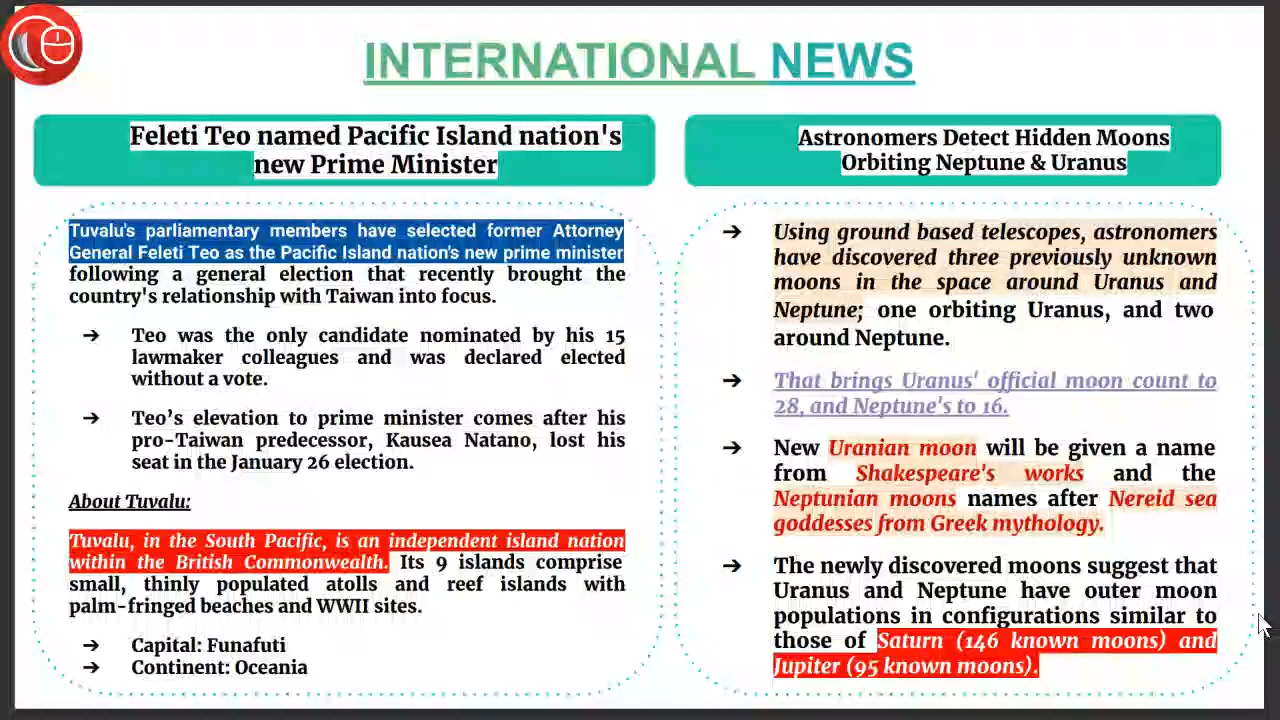 INTERNATIONAL NEWS
Feleti Teo named Pacific Island nation's
new Prime Minister
Tuvalu's parliamentary members have selected former Attorney
General Feleti Teo as the Pacific Island nation's new prime minister
following a general election that recently brought the
country's relationship with Taiwan into focus.
➔ Teo was the only candidate nominated by his 15
lawmaker colleagues and was declared elected
without a vote.
➔ Teo's elevation to prime minister comes after his
pro-Taiwan predecessor, Kausea Natano, lost his
seat in the January 26 election.
About Tuvalu:
Tuvalu, in the South Pacific, is an independent island nation
within the British Commonwealth. Its 9 islands comprise
small, thinly populated atolls and reef islands with
palm-fringed beaches and WWII sites.
➔ Capital: Funafuti
➔ Continent: Oceania
Astronomers Detect Hidden Moons
Orbiting Neptune & Uranus
➔ Using ground based telescopes, astronomers
have discovered three previously unknown
moons in the space around Uranus and
Neptune; one orbiting Uranus, and two
around Neptune.
➔ That brings Uranus' official moon count to
28, and Neptune's to 16.
➔ New Uranian moon will be given a name
from Shakespeare's works and the
Neptunian moons names after Nereid sea
goddesses from Greek mythology.
➔ The newly discovered moons suggest that
Uranus and Neptune have outer moon
populations in configurations similar to
those of Saturn (146 known moons) and
Jupiter (95 known moons).